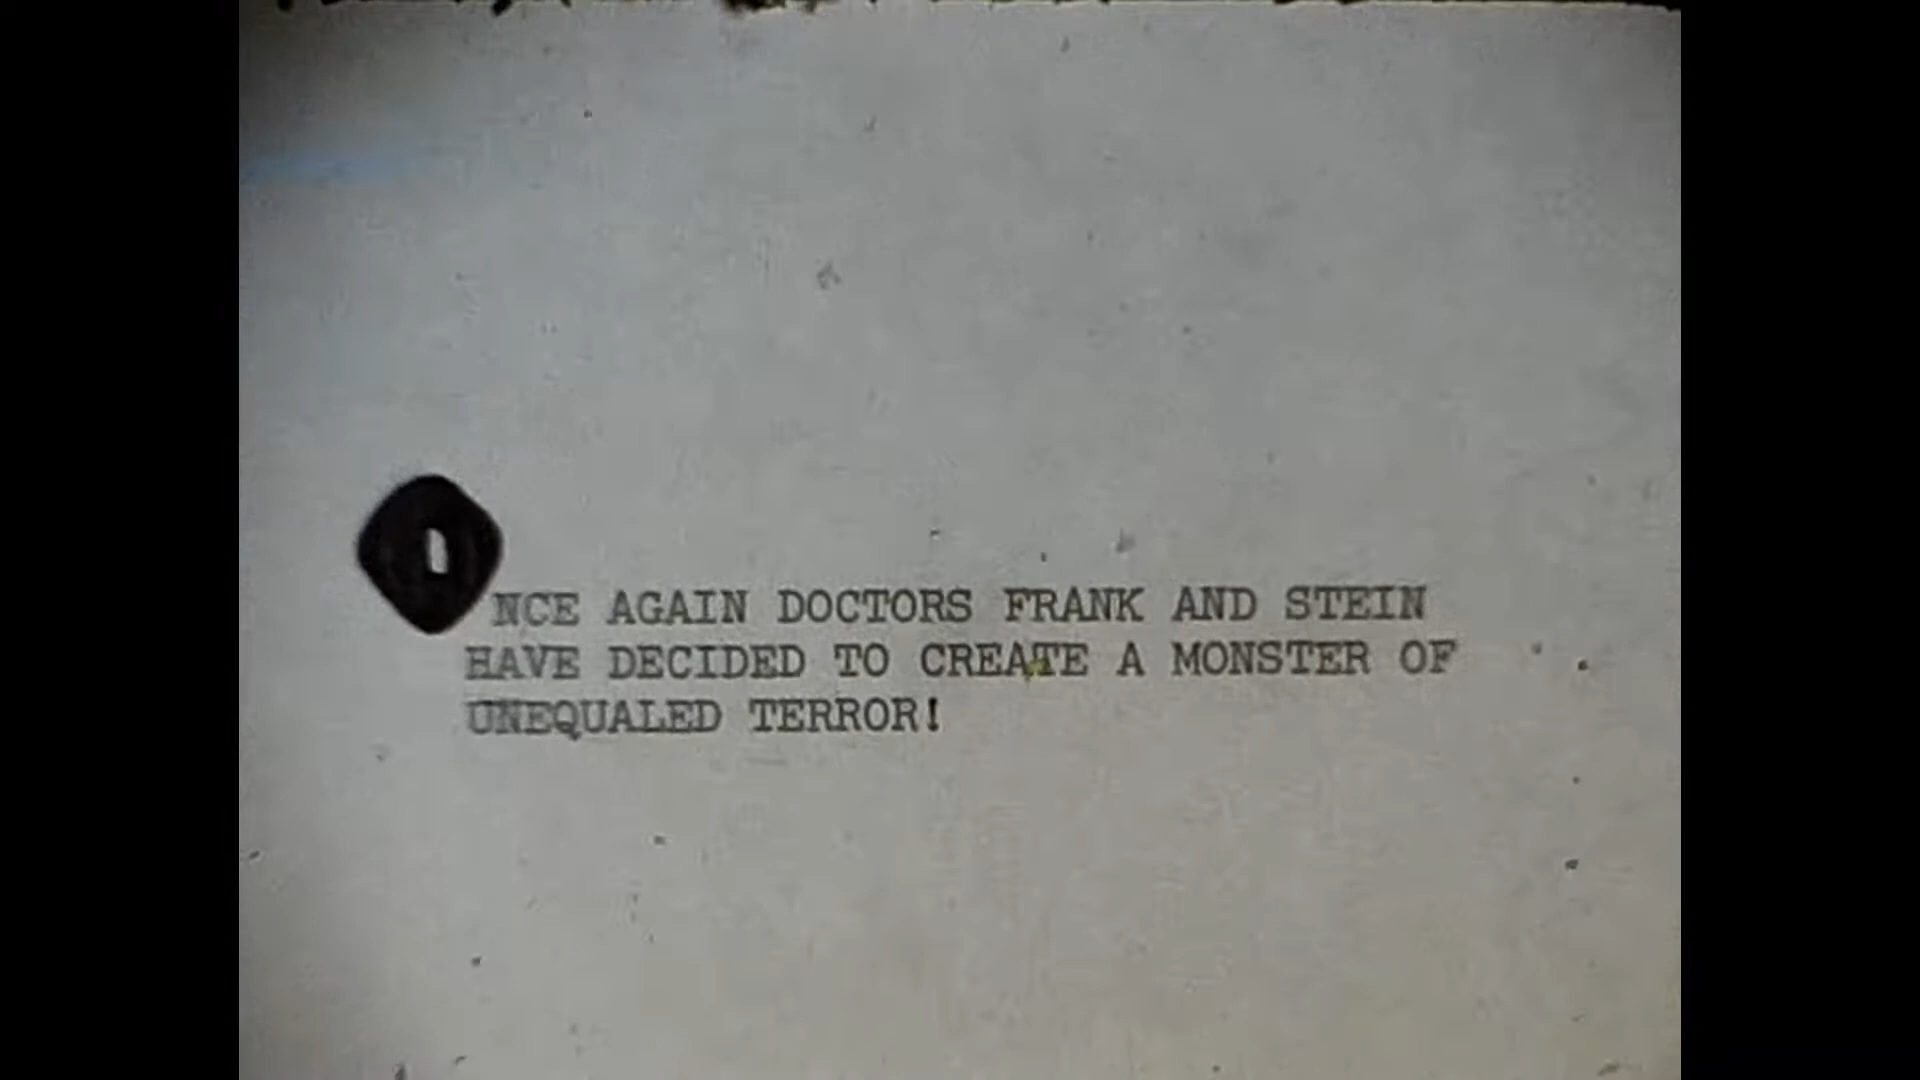 ONCE AGAIN DOCTORS FRANK AND STEIN
HAVE DECIDED TO CREATE A MONSTER OF
UNEQUALED TERROR!